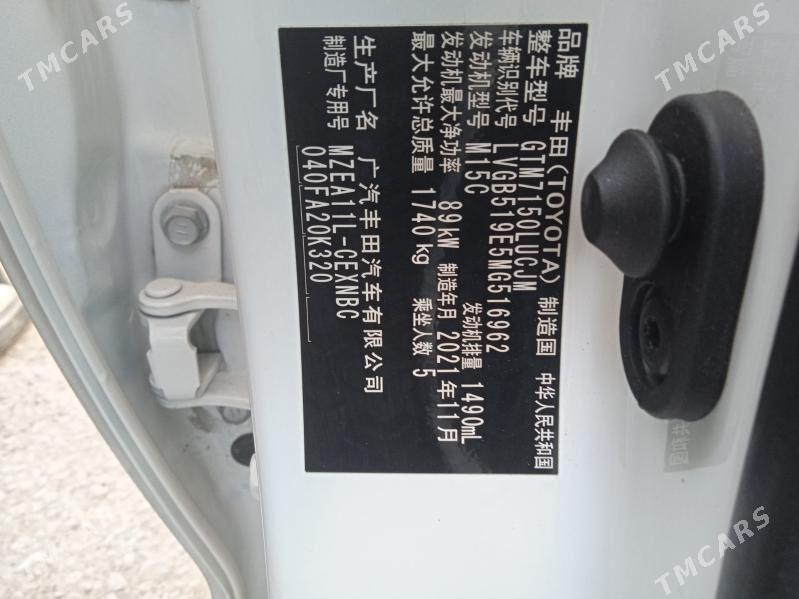 品牌 丰田(TOYOTA) 制造国 中华人民共和国
整车型号 GTM7150LUCJM
车辆识别代号 LVGB519E5MG516962
发动机型号 M15C 发动机排量 1490mL
发动机最大净功率 89kW 制造年月 2021年11月
最大允许总质量 1740kg 乘坐人数 5
生产厂名 广汽丰田汽车有限公司
制造厂专用号 MZEA11L-CEXNBC
040FA20K320
TMCARS
TMCARS
TMCARS
TMCARS